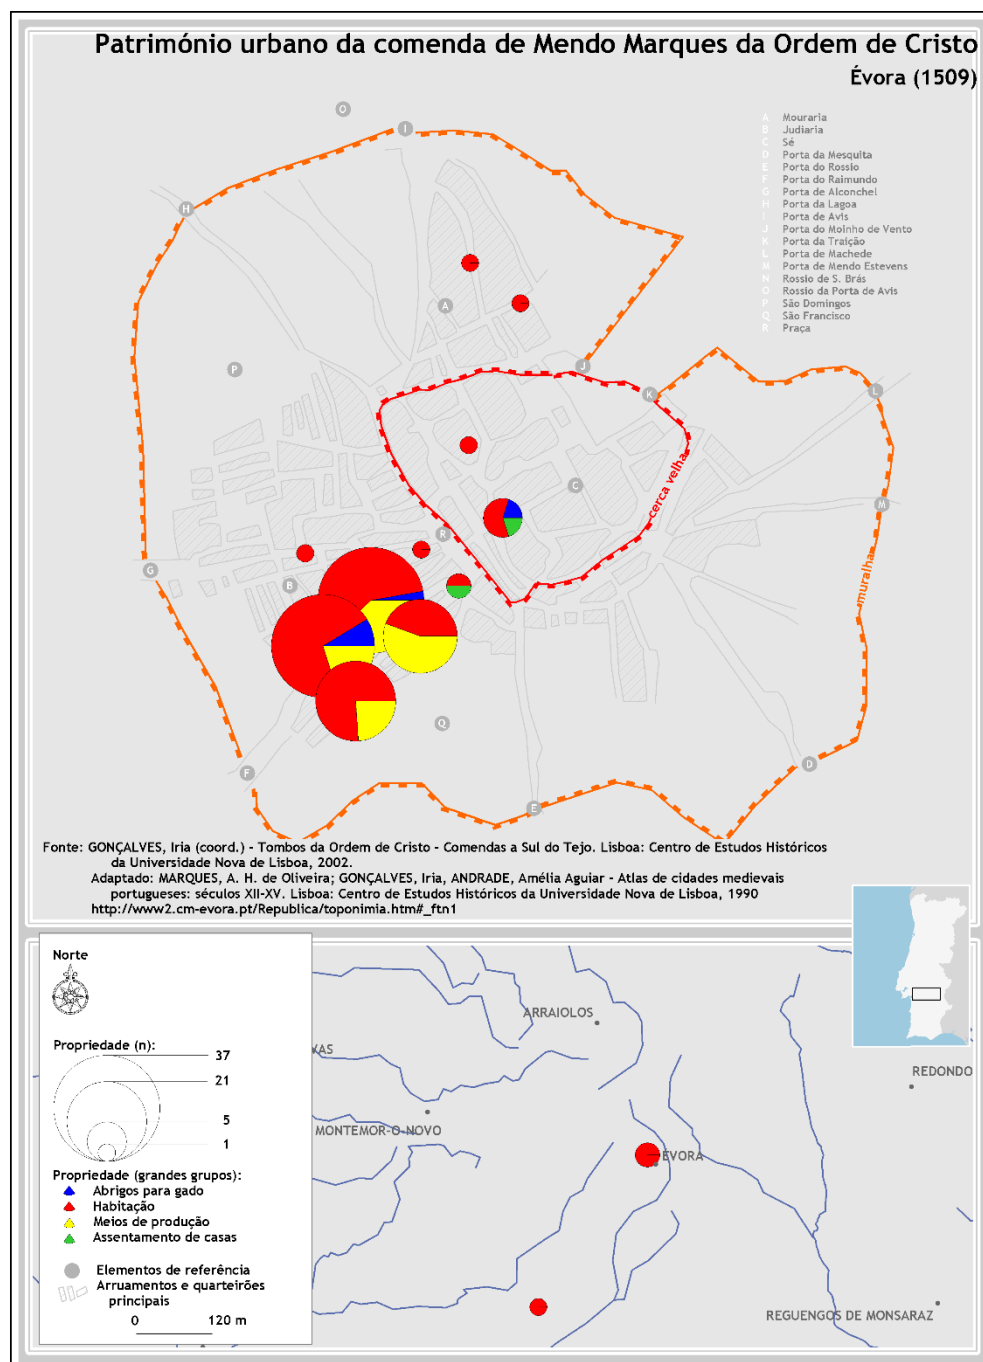 Património urbano da comenda de Mendo Marques da Ordem de Cristo
Évora (1509)
A Mouraria
B Judiaria
C Sé
D Porta da Mesquita
E Porta do Rossio
F Porta do Raimundo
G Porta de Alconchel
H Porta da Lagoa
I Porta de Avis
J Porta do Moinho de Vento
K Porta da Traição
L Porta de Machede
M Porta de Mendo Estevens
N Rossio de S. Brás
O Rossio da Porta de Avis
P São Domingos
Q São Francisco
R Praça
O
I
H
A
P
J
K
L
C
cerca velha
M
R
G
B
muralha
Q
F
D
E
Fonte: GONÇALVES, Iria (coord.) - Tombos da Ordem de Cristo - Comendas a Sul do Tejo. Lisboa: Centro de Estudos Históricos
da Universidade Nova de Lisboa, 2002.
Adaptado: MARQUES, A. H. de Oliveira; GONÇALVES, Iria, ANDRADE, Amélia Aguiar - Atlas de cidades medievais
portugueses: séculos XII-XV. Lisboa: Centro de Estudos Históricos da Universidade Nova de Lisboa, 1990
http://www2.cm-evora.pt/Republica/toponimia.htm#_ftn1
Norte
Propriedade (n):
37
21
5
1
Propriedade (grandes grupos):
Abrigos para gado
Habitação
Meios de produção
Assentamento de casas
Elementos de referência
Arruamentos e quarteirões
principais
0 120 m
ARRAIOLOS
VAS
REDONDO
MONTEMOR-O-NOVO
ÉVORA
REGUENGOS DE MONSARAZ